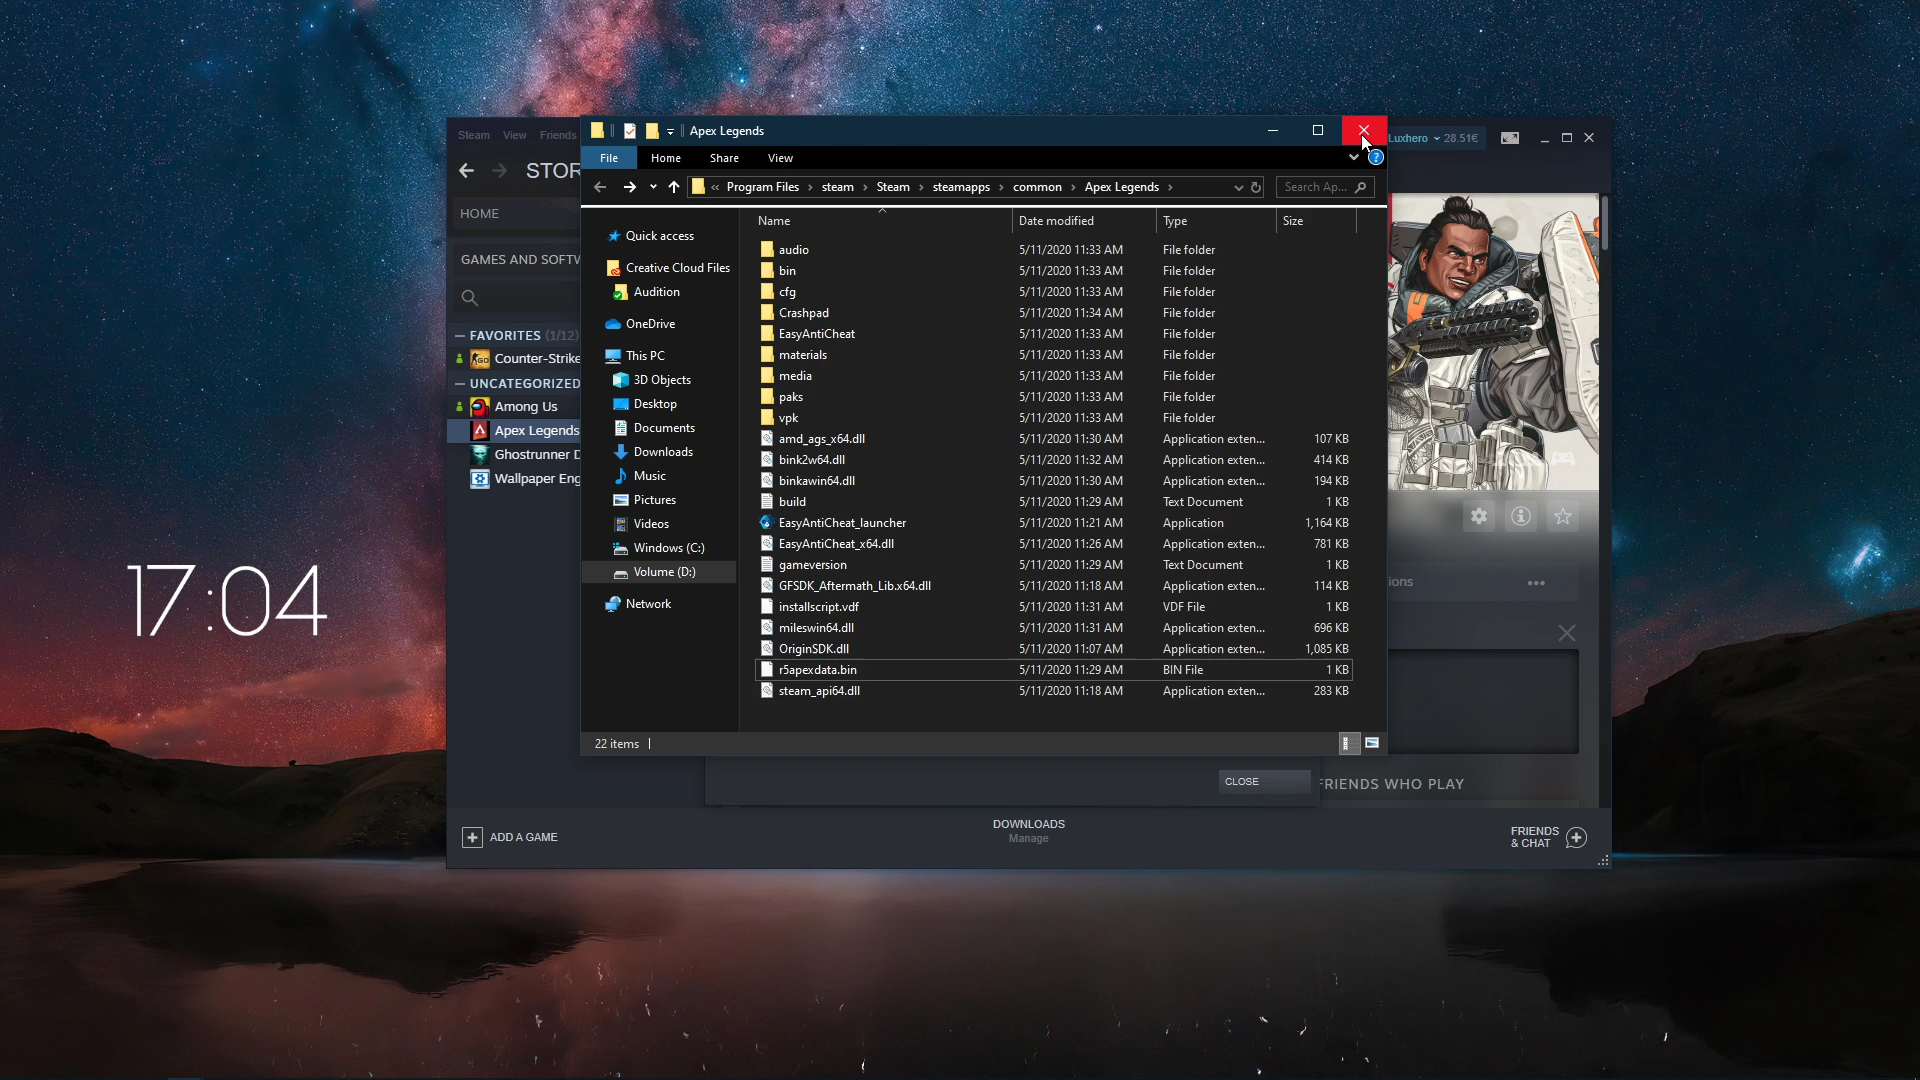 Apex Legends
File Home Share View
Program Files steam Steam steamapps common Apex Legends
Search Ap...
Name Date modified Type Size
Quick access
Creative Cloud Files
Audition
OneDrive
This PC
3D Objects
Desktop
Documents
Downloads
Music
Pictures
Videos
Windows (C:)
Volume (D:)
Network
audio 5/11/2020 11:33 AM File folder
bin 5/11/2020 11:33 AM File folder
cfg 5/11/2020 11:33 AM File folder
Crashpad 5/11/2020 11:34 AM File folder
EasyAntiCheat 5/11/2020 11:33 AM File folder
materials 5/11/2020 11:33 AM File folder
media 5/11/2020 11:33 AM File folder
paks 5/11/2020 11:33 AM File folder
vpk 5/11/2020 11:33 AM File folder
amd_ags_x64.dll 5/11/2020 11:30 AM Application exten... 107 KB
bink2w64.dll 5/11/2020 11:32 AM Application exten... 414 KB
binkawin64.dll 5/11/2020 11:30 AM Application exten... 194 KB
build 5/11/2020 11:29 AM Text Document 1 KB
EasyAntiCheat_launcher 5/11/2020 11:21 AM Application 1,164 KB
EasyAntiCheat_x64.dll 5/11/2020 11:26 AM Application exten... 781 KB
gameversion 5/11/2020 11:29 AM Text Document 1 KB
GFSDK_Aftermath_Lib.x64.dll 5/11/2020 11:18 AM Application exten... 114 KB
installscript.vdf 5/11/2020 11:31 AM VDF File 1 KB
mileswin64.dll 5/11/2020 11:31 AM Application exten... 696 KB
OriginSDK.dll 5/11/2020 11:07 AM Application exten... 1,085 KB
r5apexdata.bin 5/11/2020 11:29 AM BIN File 1 KB
steam_api64.dll 5/11/2020 11:18 AM Application exten... 283 KB
22 items
Steam View Friends
Luxhero 28.51€
STOR
HOME
GAMES AND SOFTW
— FAVORITES (1/12)
Counter-Strike
— UNCATEGORIZED
Among Us
Apex Legends
Ghostrunner D
Wallpaper Eng
17:04
ions
CLOSE
FRIENDS WHO PLAY
ADD A GAME
DOWNLOADS
Manage
FRIENDS
& CHAT